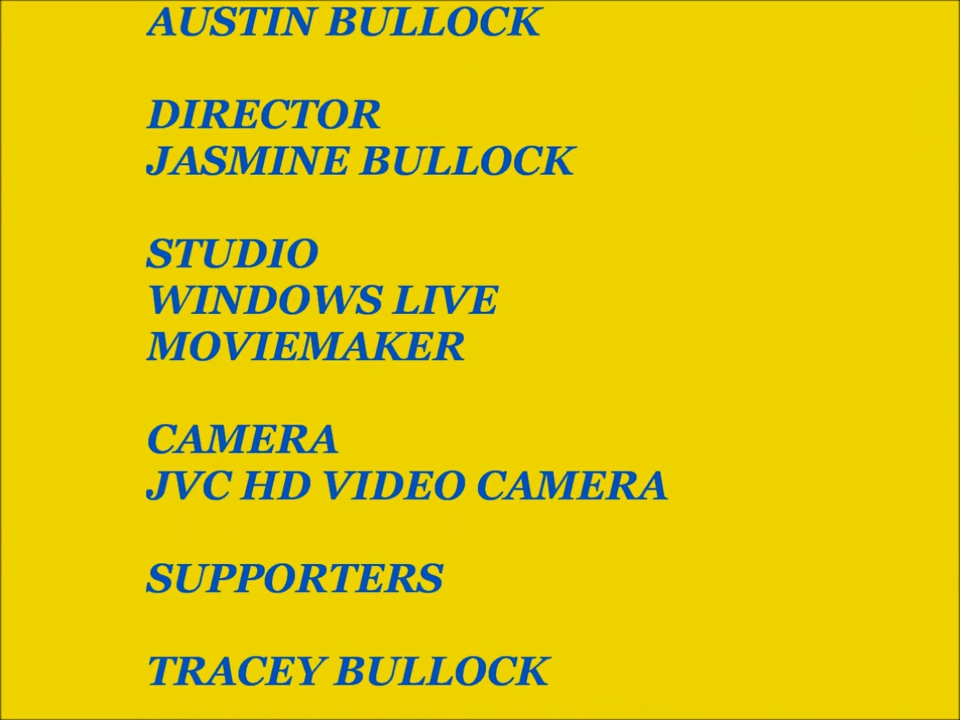 AUSTIN BULLOCK
DIRECTOR
JASMINE BULLOCK
STUDIO
WINDOWS LIVE
MOVIEMAKER
CAMERA
JVC HD VIDEO CAMERA
SUPPORTERS
TRACEY BULLOCK